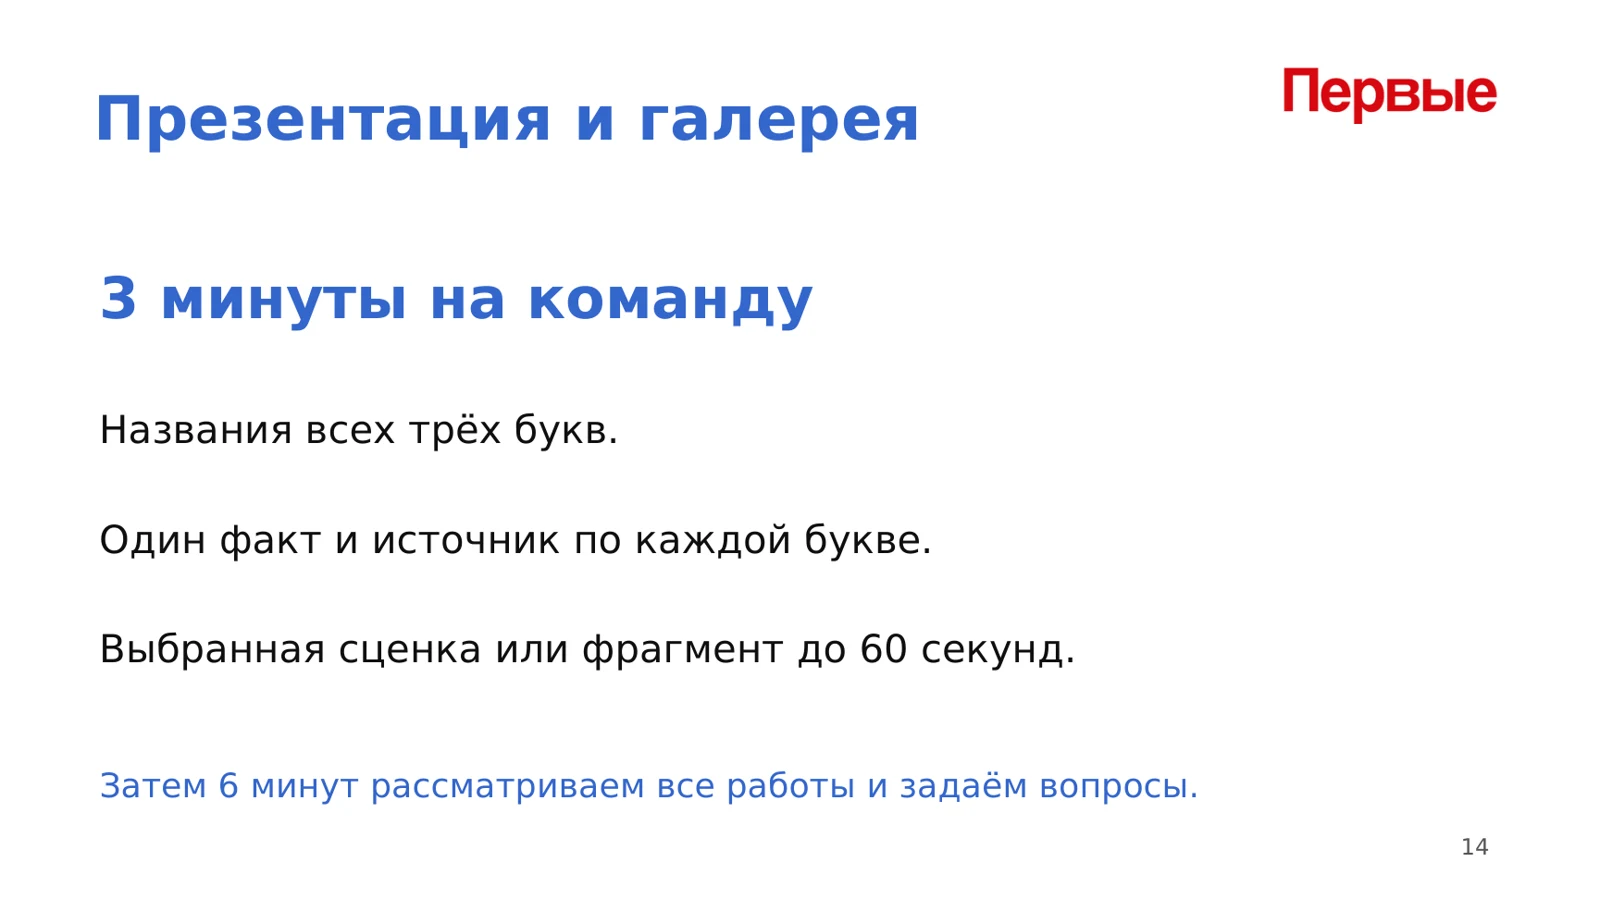 Презентация и галерея
Первые
3 минуты на команду
Названия всех трёх букв.
Один факт и источник по каждой букве.
Выбранная сценка или фрагмент до 60 секунд.
Затем 6 минут рассматриваем все работы и задаём вопросы.
14